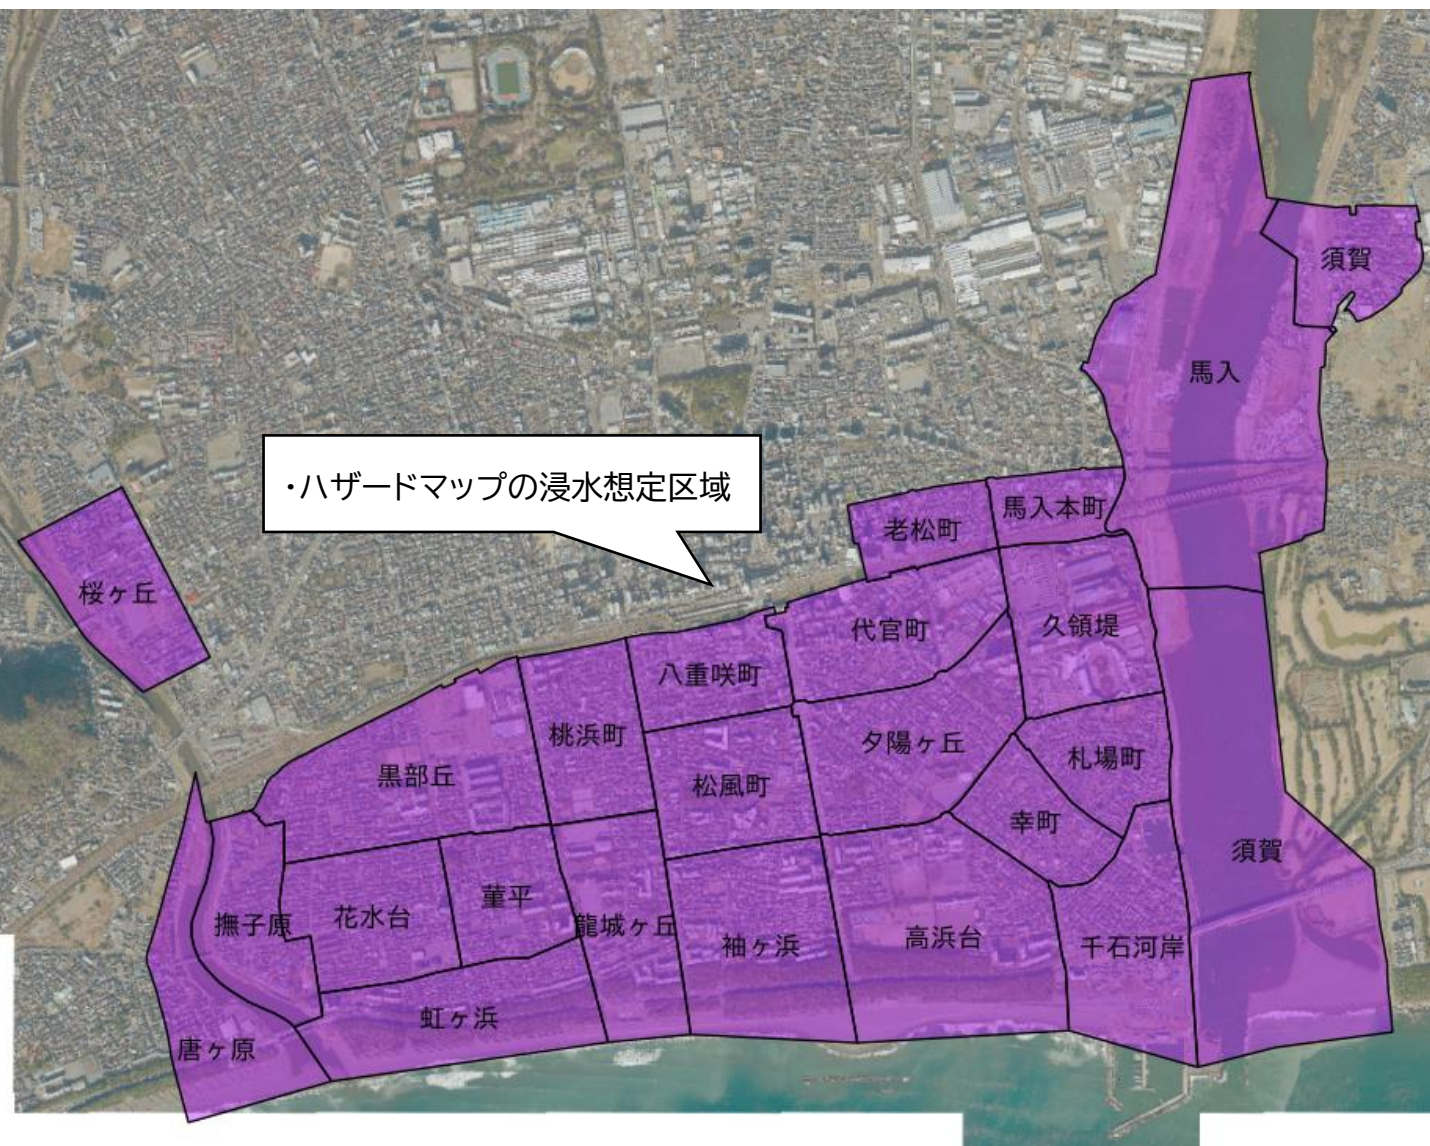 須賀
馬入
・ハザードマップの浸水想定区域
老松町
馬入本町
桜ヶ丘
代官町
久領堤
八重咲町
桃浜町
夕陽ヶ丘
札場町
黒部丘
松風町
幸町
須賀
菫平
花水台
撫子原
龍城ヶ丘
袖ヶ浜
高浜台
千石河岸
虹ヶ浜
唐ヶ原